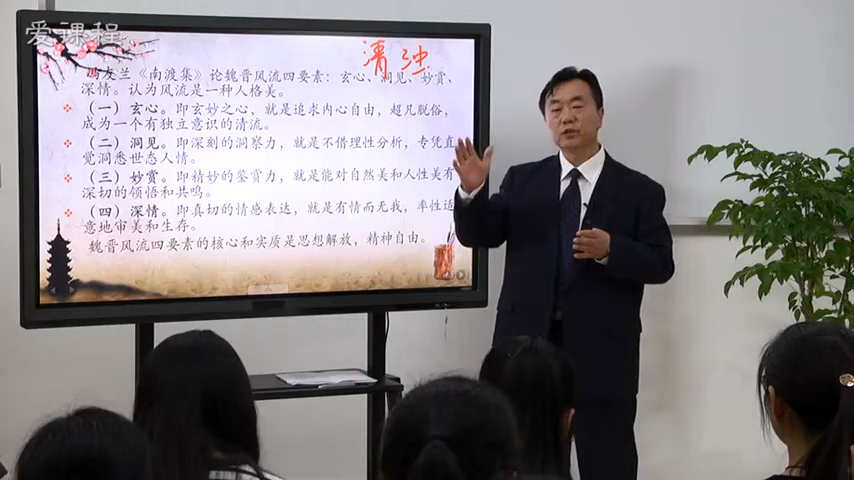 爱课程
清
冯友兰《南渡集》论魏晋风流四要素：玄心、洞见、妙赏、
深情。认为风流是一种人格美。
（一）玄心。即玄妙之心，就是追求内心自由，超凡脱俗，
成为一个有独立意识的清流。
（二）洞见。即深刻的洞察力，就是不借理性分析，专凭直
觉洞悉世态人情。
（三）妙赏。即精妙的鉴赏力，就是能对自然美和人性美有
深切的领悟和共鸣。
（四）深情。即真切的情感表达，就是有情而无我，率性适
意地审美和生存。
魏晋风流四要素的核心和实质是思想解放，精神自由。